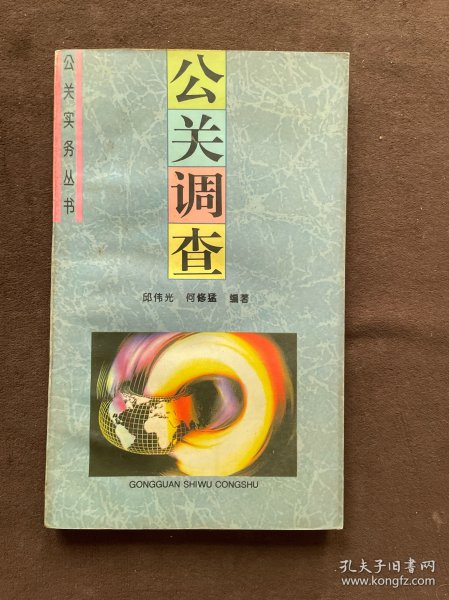 公关实务丛书
公关调查
邱伟光 何修猛 编著
GONGGUAN SHIWU CONGSHU
孔夫子旧书网
www.kongfz.com